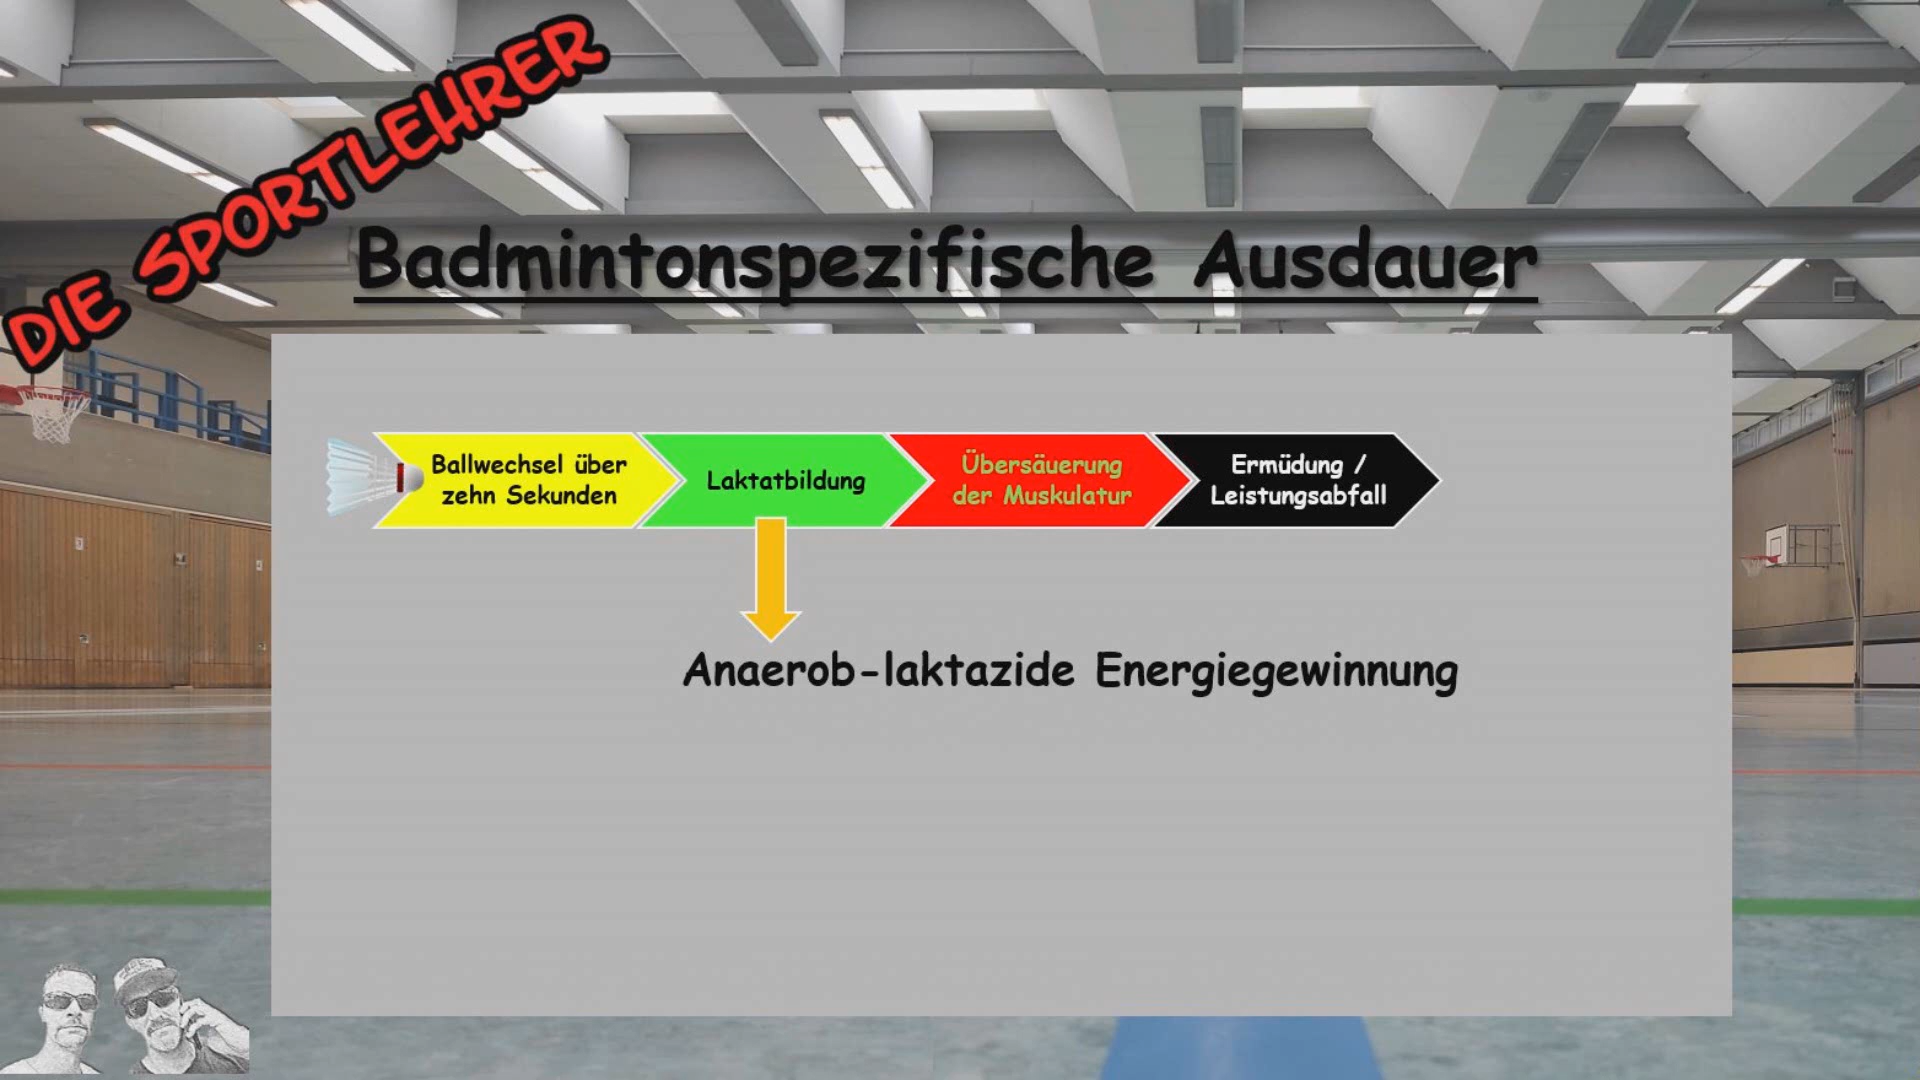 DIE SPORTLEHRER
Badmintonspezifische Ausdauer
Ballwechsel über
zehn Sekunden
Laktatbildung
Übersäuerung
der Muskulatur
Ermüdung /
Leistungsabfall
Anaerob-laktazide Energiegewinnung